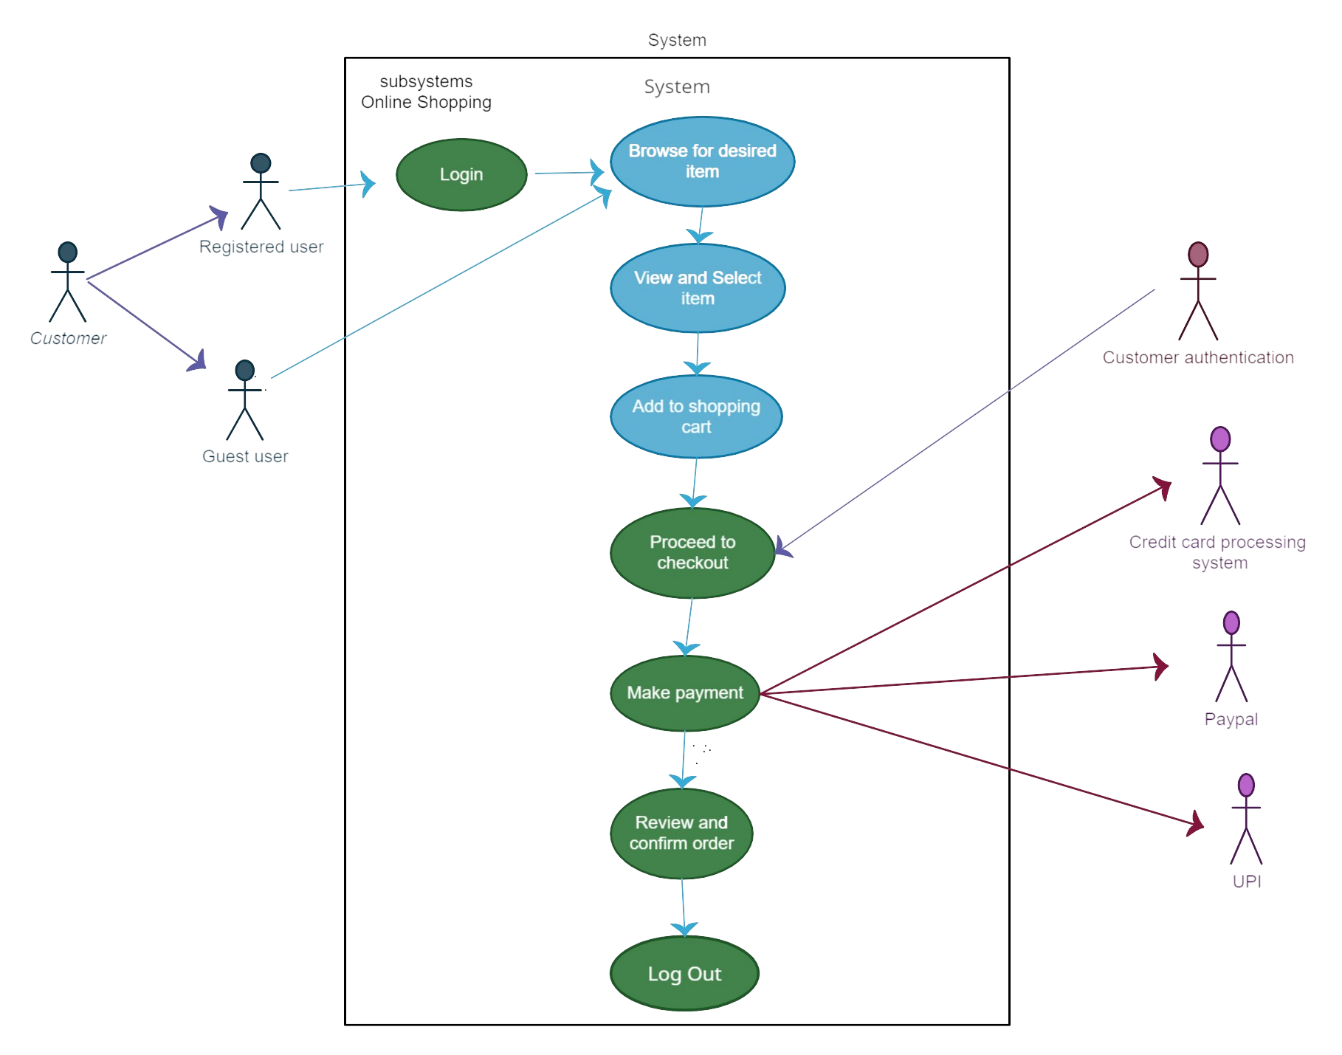 System
subsystems
Online Shopping
System
Login
Browse for desired
item
Registered user
Customer
View and Select
item
Guest user
Add to shopping
cart
Customer authentication
Proceed to
checkout
Credit card processing
system
Make payment
Paypal
Review and
confirm order
UPI
Log Out